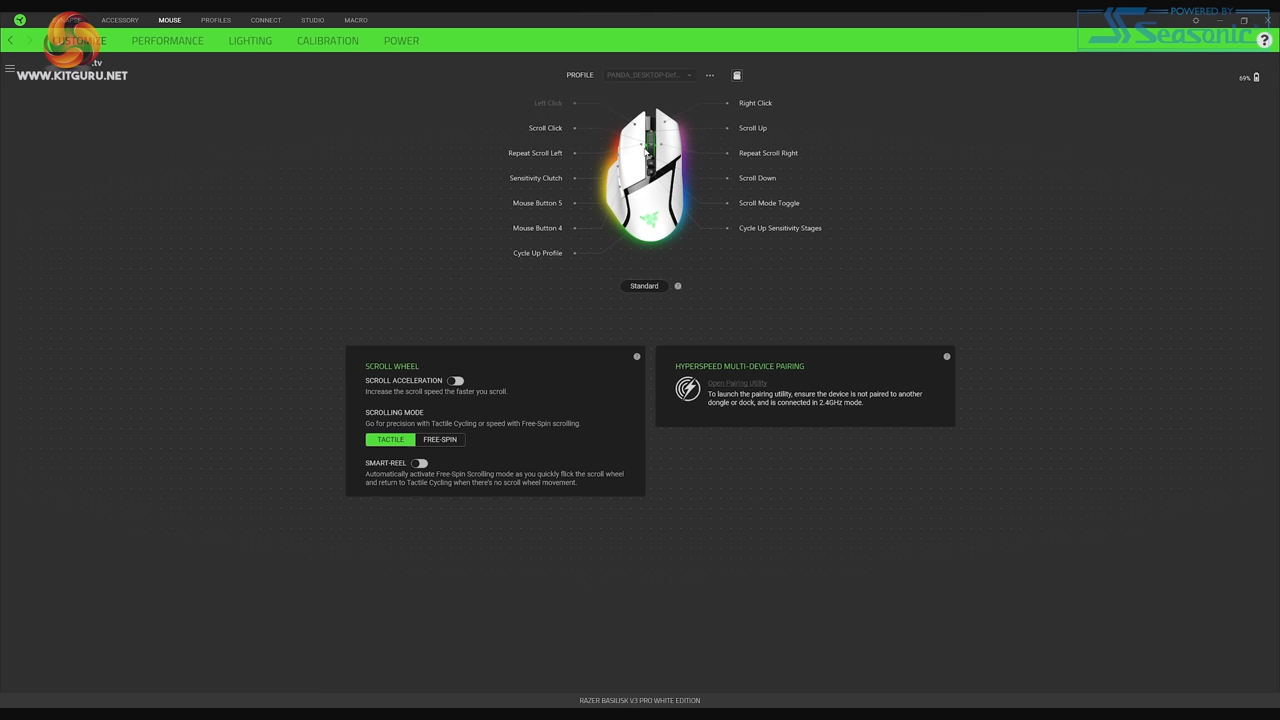 ACCESSORY
MOUSE
PROFILES
CONNECT
STUDIO
MACRO
POWERED BY
Seasonic
CUSTOMIZE
PERFORMANCE
LIGHTING
CALIBRATION
POWER
?
.tv
WWW.KITGURU.NET
PROFILE
PANDA_DESKTOP-Def...
69%
Left Click
Right Click
Scroll Click
Scroll Up
Repeat Scroll Left
Repeat Scroll Right
Sensitivity Clutch
Scroll Down
Mouse Button 5
Scroll Mode Toggle
Mouse Button 4
Cycle Up Sensitivity Stages
Cycle Up Profile
Standard
?
SCROLL WHEEL
?
SCROLL ACCELERATION
Increase the scroll speed the faster you scroll.
SCROLLING MODE
Go for precision with Tactile Cycling or speed with Free-Spin scrolling.
TACTILE
FREE-SPIN
SMART-REEL
Automatically activate Free-Spin Scrolling mode as you quickly flick the scroll wheel
and return to Tactile Cycling when there's no scroll wheel movement.
HYPERSPEED MULTI-DEVICE PAIRING
?
Open Pairing Utility
To launch the pairing utility, ensure the device is not paired to another
dongle or dock, and is connected in 2.4GHz mode.
RAZER BASILISK V3 PRO WHITE EDITION